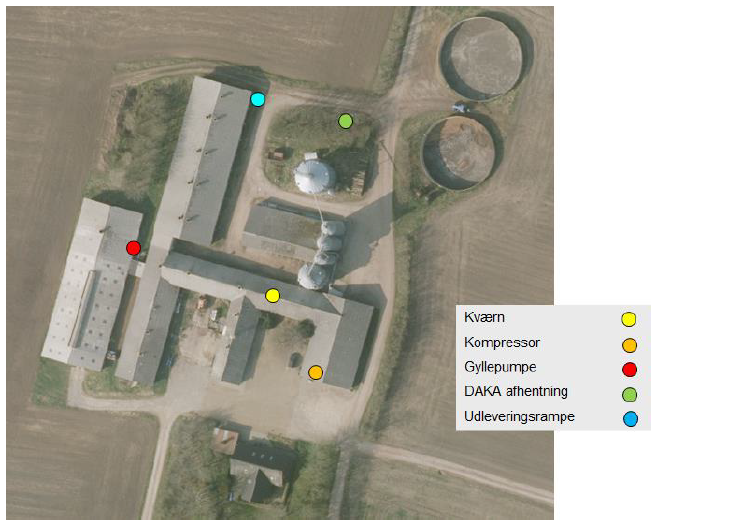 Kværn
Kompressor
Gyllepumpe
DAKA afhentning
Udleveringsrampe